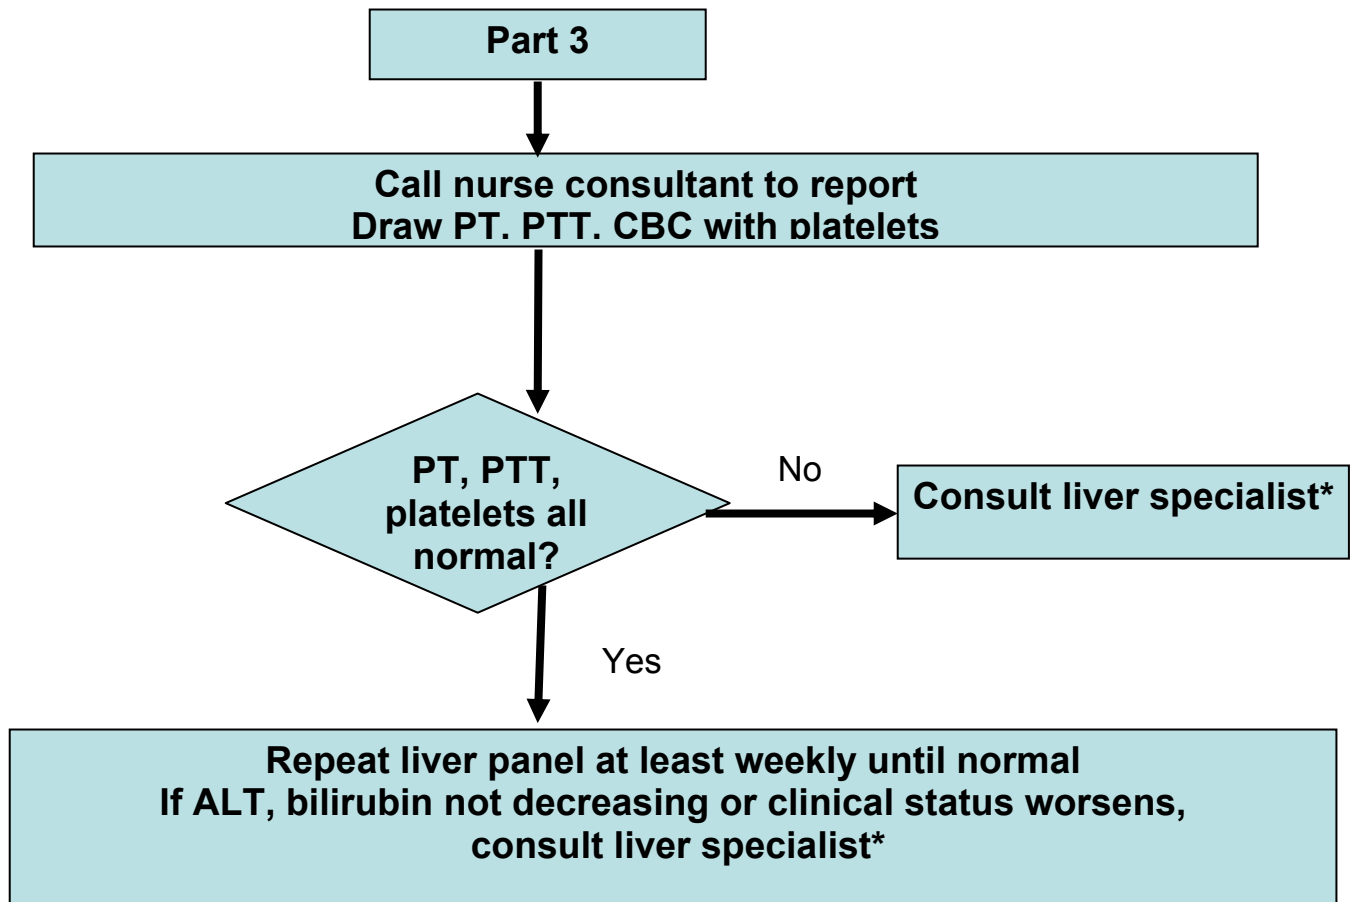 Part 3
Call nurse consultant to report
Draw PT, PTT, CBC with platelets
PT, PTT,
platelets all
normal?
No
Consult liver specialist*
Yes
Repeat liver panel at least weekly until normal
If ALT, bilirubin not decreasing or clinical status worsens,
consult liver specialist*